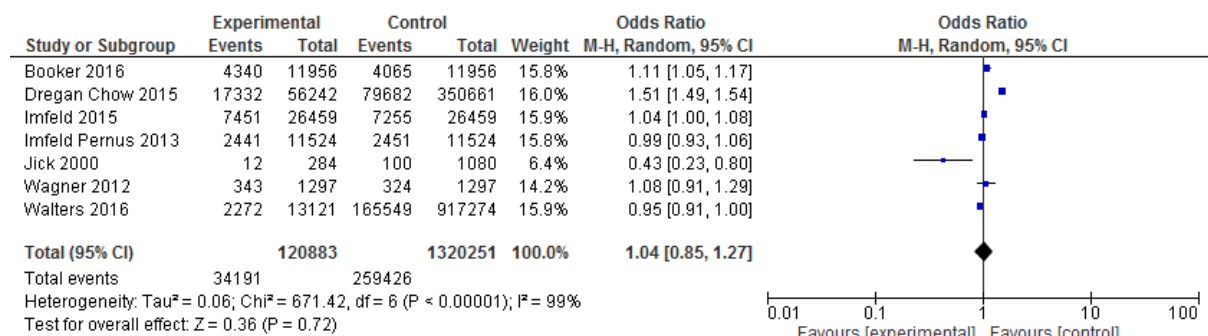 Experimental Control Odds Ratio Odds Ratio
Study or Subgroup Events Total Events Total Weight M-H, Random, 95% CI M-H, Random, 95% CI
Booker 2016 4340 11956 4065 11956 15.8% 1.11 [1.05, 1.17]
Dregan Chow 2015 17332 56242 79682 350661 16.0% 1.51 [1.49, 1.54]
Imfeld 2015 7451 26459 7255 26459 15.9% 1.04 [1.00, 1.08]
Imfeld Pernus 2013 2441 11524 2451 11524 15.8% 0.99 [0.93, 1.06]
Jick 2000 12 284 100 1080 6.4% 0.43 [0.23, 0.80]
Wagner 2012 343 1297 324 1297 14.2% 1.08 [0.91, 1.29]
Walters 2016 2272 13121 165549 917274 15.9% 0.95 [0.91, 1.00]
Total (95% CI) 120883 1320251 100.0% 1.04 [0.85, 1.27]
Total events 34191 259426
Heterogeneity: Tau² = 0.06; Chi² = 671.42, df = 6 (P < 0.00001); I² = 99%
Test for overall effect: Z = 0.36 (P = 0.72)
0.01 0.1 1 10 100
Favours [experimental] Favours [control]